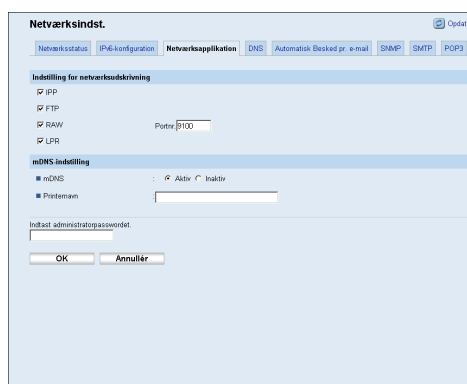 Netværksindst.
Opdat
Netværksstatus IPv6-konfiguration Netværksapplikation DNS Automatisk Besked pr. e-mail SNMP SMTP POP3
Indstilling for netværksudskrivning
IPP
FTP
RAW Portnr. 9100
LPR
mDNS-indstilling
mDNS : Aktiv Inaktiv
Printernavn :
Indtast administratorpasswordet.
OK Annullér